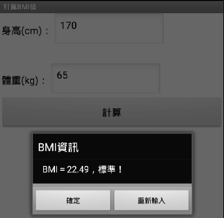 計算BMI值
身高(cm)：
170
體重(kg)：
65
計算
BMI資訊
BMI = 22.49，標準！
確定
重新輸入